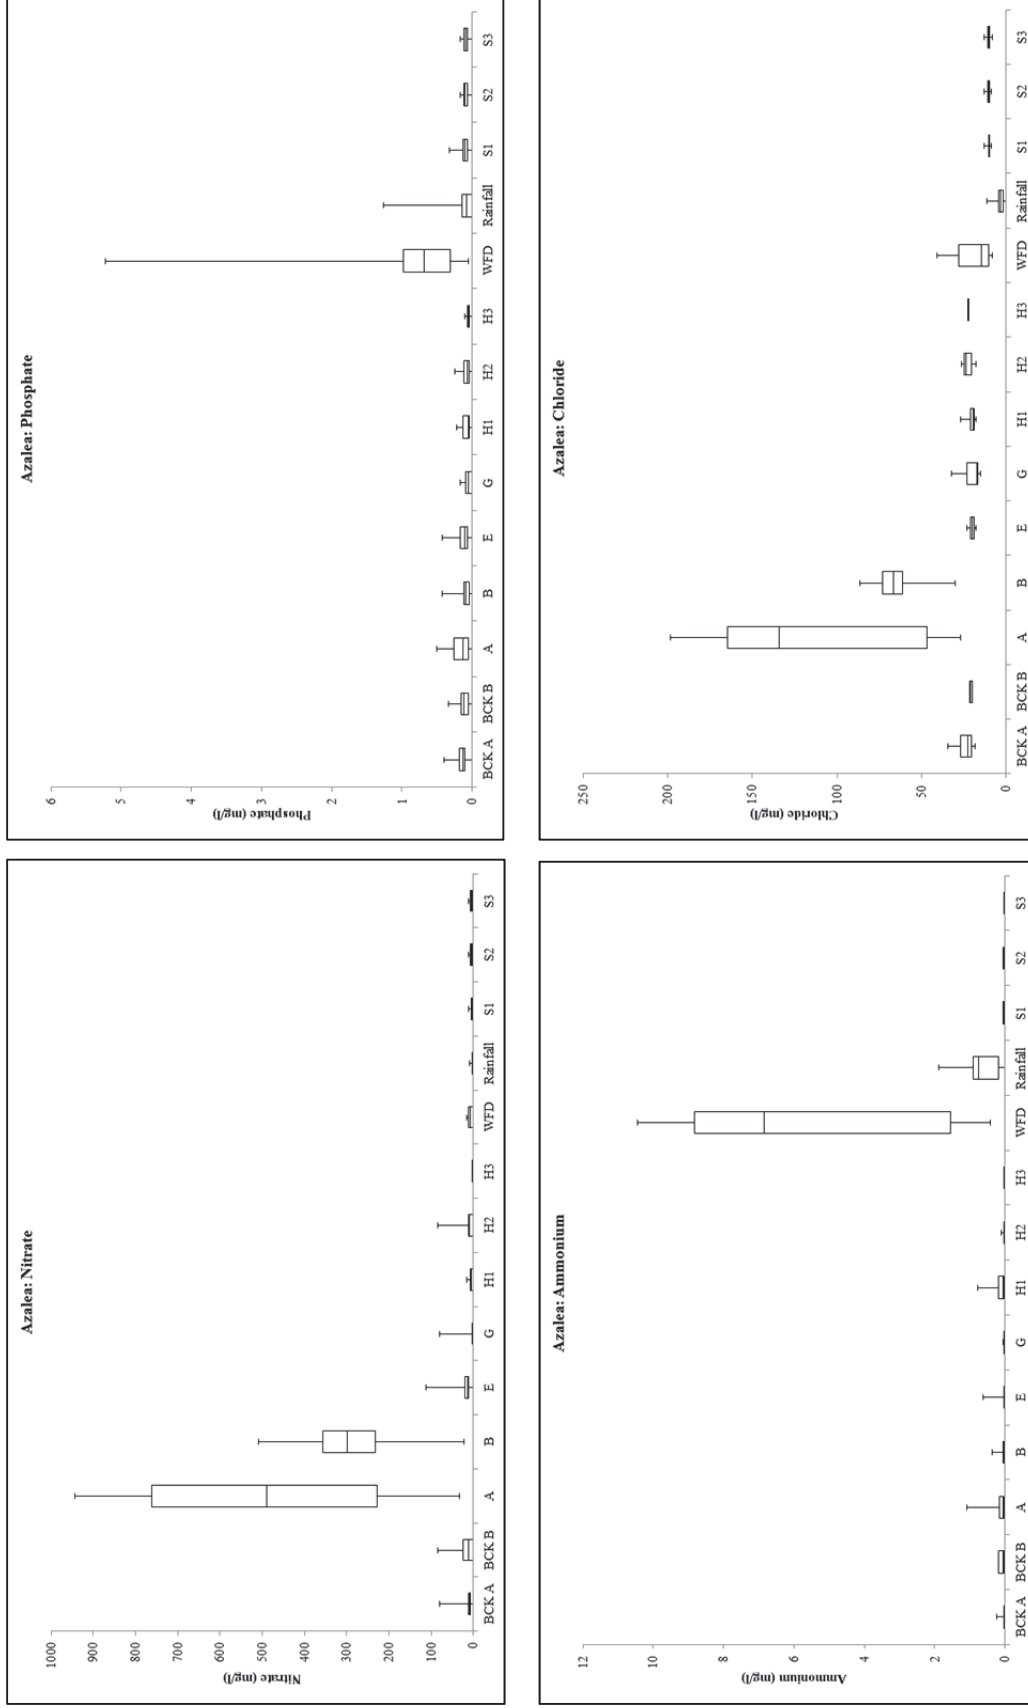 Azalea: Nitrate
Nitrate (mg/l)
1000
900
800
700
600
500
400
300
200
100
0
BCK A BCK B A B E G H1 H2 H3 WFD Rainfall S1 S2 S3
Azalea: Phosphate
Phosphate (mg/l)
6
5
4
3
2
1
0
BCK A BCK B A B E G H1 H2 H3 WFD Rainfall S1 S2 S3
Azalea: Ammonium
Ammonium (mg/l)
12
10
8
6
4
2
0
BCK A BCK B A B E G H1 H2 H3 WFD Rainfall S1 S2 S3
Azalea: Chloride
Chloride (mg/l)
250
200
150
100
50
0
BCK A BCK B A B E G H1 H2 H3 WFD Rainfall S1 S2 S3